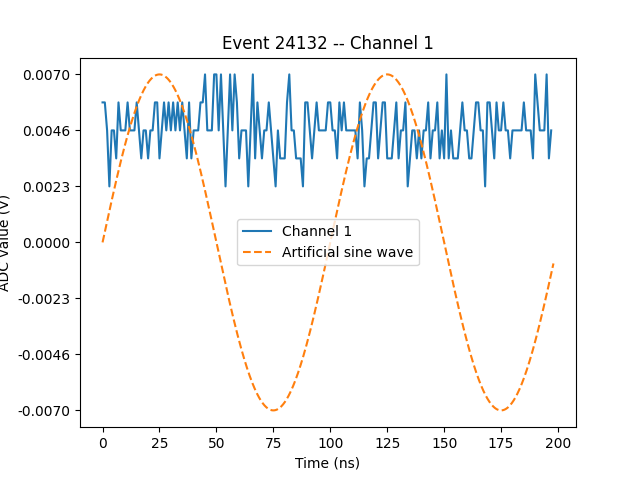 Event 24132 -- Channel 1
0.0070
0.0046
0.0023
0.0000
-0.0023
-0.0046
-0.0070
ADC Value (V)
Channel 1
Artificial sine wave
0 25 50 75 100 125 150 175 200
Time (ns)